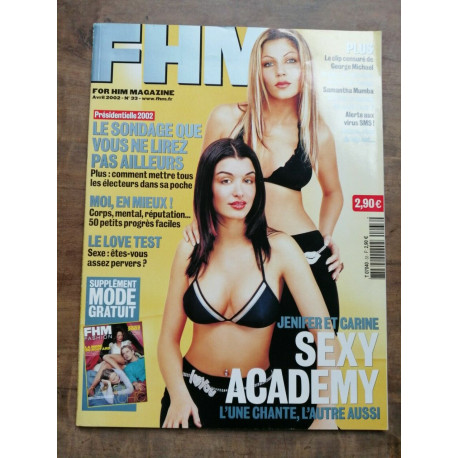 FHM
FOR HIM MAGAZINE
Avril 2002 - N° 33 - www.fhm.fr
PLUS
Le clip censuré de
George Michael
Samantha Mumba
Alerte aux
virus SMS !
Présidentielle 2002
LE SONDAGE QUE
VOUS NE LIREZ
PAS AILLEURS
Plus : comment mettre tous
les électeurs dans sa poche
2,90 €
MOI, EN MIEUX !
Corps, mental, réputation...
50 petits progrès faciles
LE LOVE TEST
Sexe : êtes-vous
assez pervers ?
SUPPLÉMENT
MODE
GRATUIT
FHM
FASHION
JENIFER ET CARINE
SEXY
ACADEMY
L'UNE CHANTE, L'AUTRE AUSSI